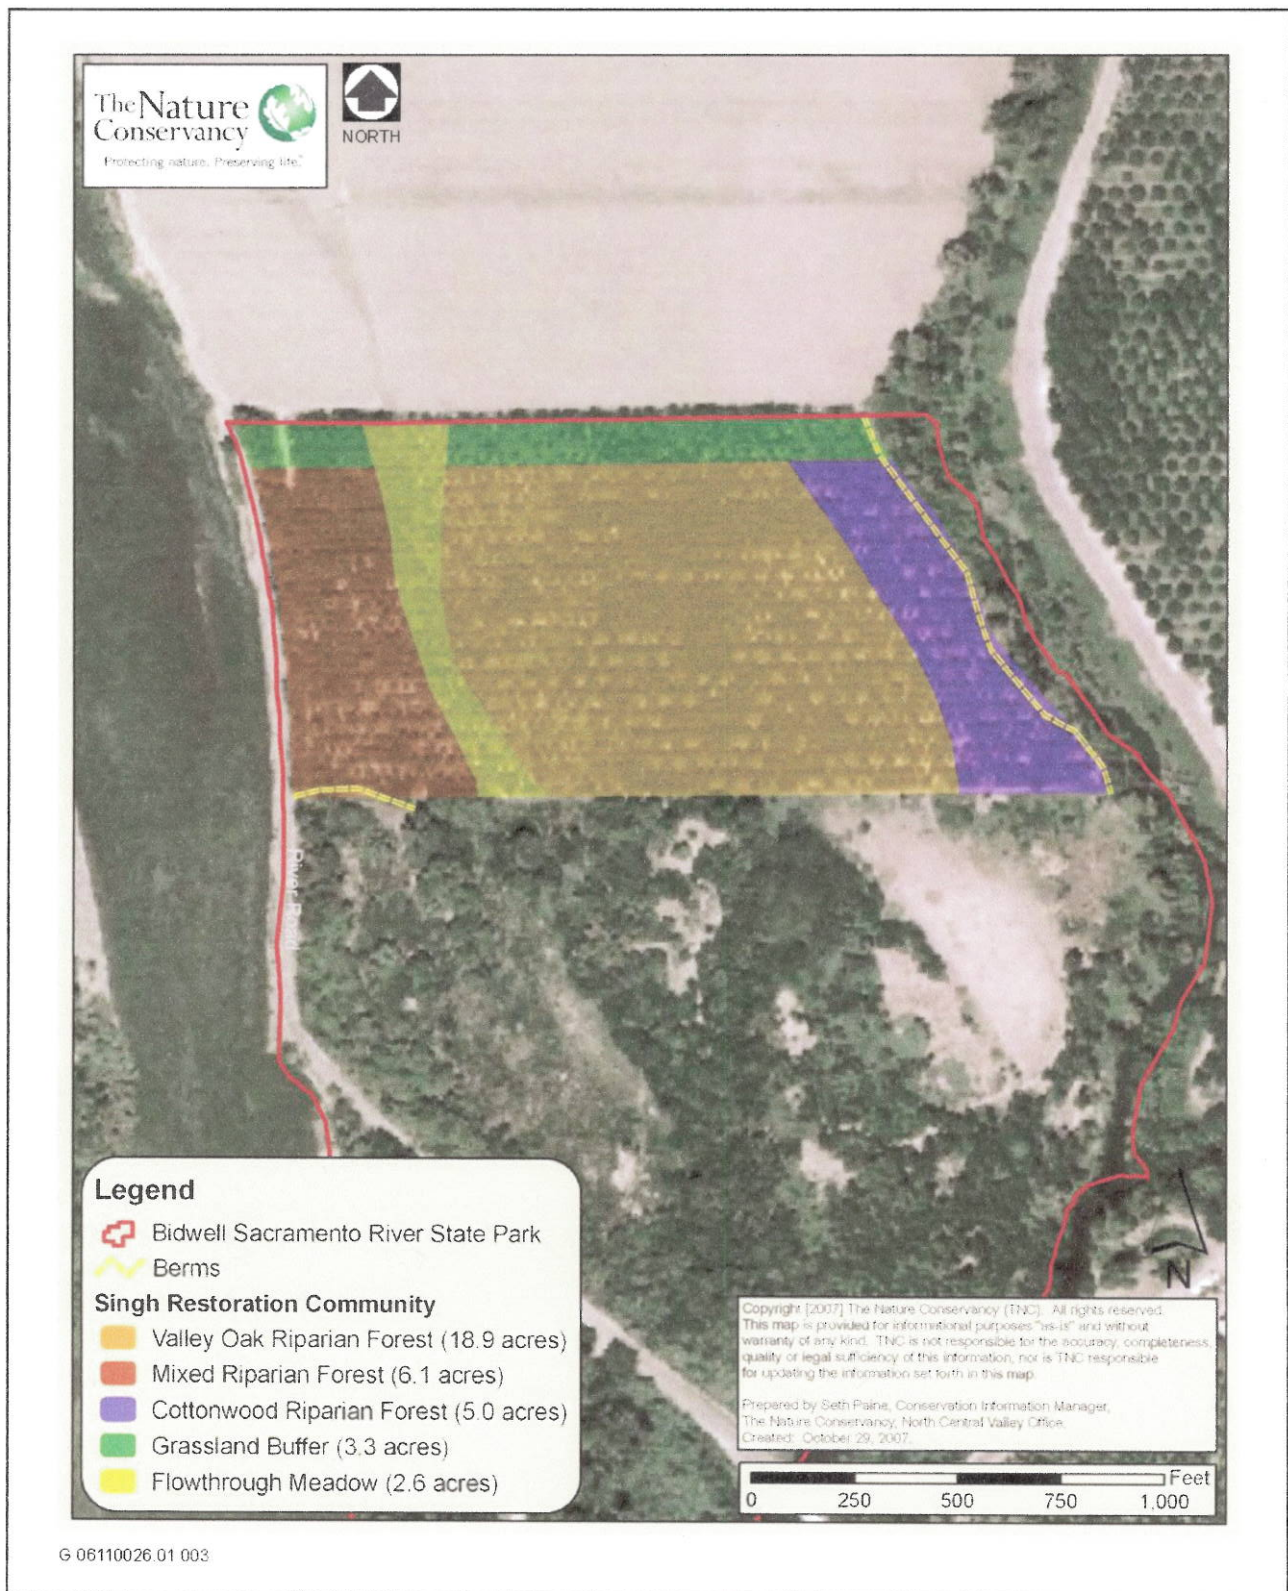 The Nature
Conservancy
Protecting nature. Preserving life.™
NORTH
River Road
Legend
Bidwell Sacramento River State Park
Berms
Singh Restoration Community
Valley Oak Riparian Forest (18.9 acres)
Mixed Riparian Forest (6.1 acres)
Cottonwood Riparian Forest (5.0 acres)
Grassland Buffer (3.3 acres)
Flowthrough Meadow (2.6 acres)
N
Copyright [2007] The Nature Conservancy (TNC). All rights reserved.
This map is provided for informational purposes "as-is" and without
warranty of any kind. TNC is not responsible for the accuracy, completeness,
quality or legal sufficiency of this information, nor is TNC responsible
for updating the information set forth in this map.
Prepared by Seth Paine, Conservation Information Manager,
The Nature Conservancy, North Central Valley Office.
Created: October 29, 2007.
Feet
0 250 500 750 1,000
G 06110026.01 003